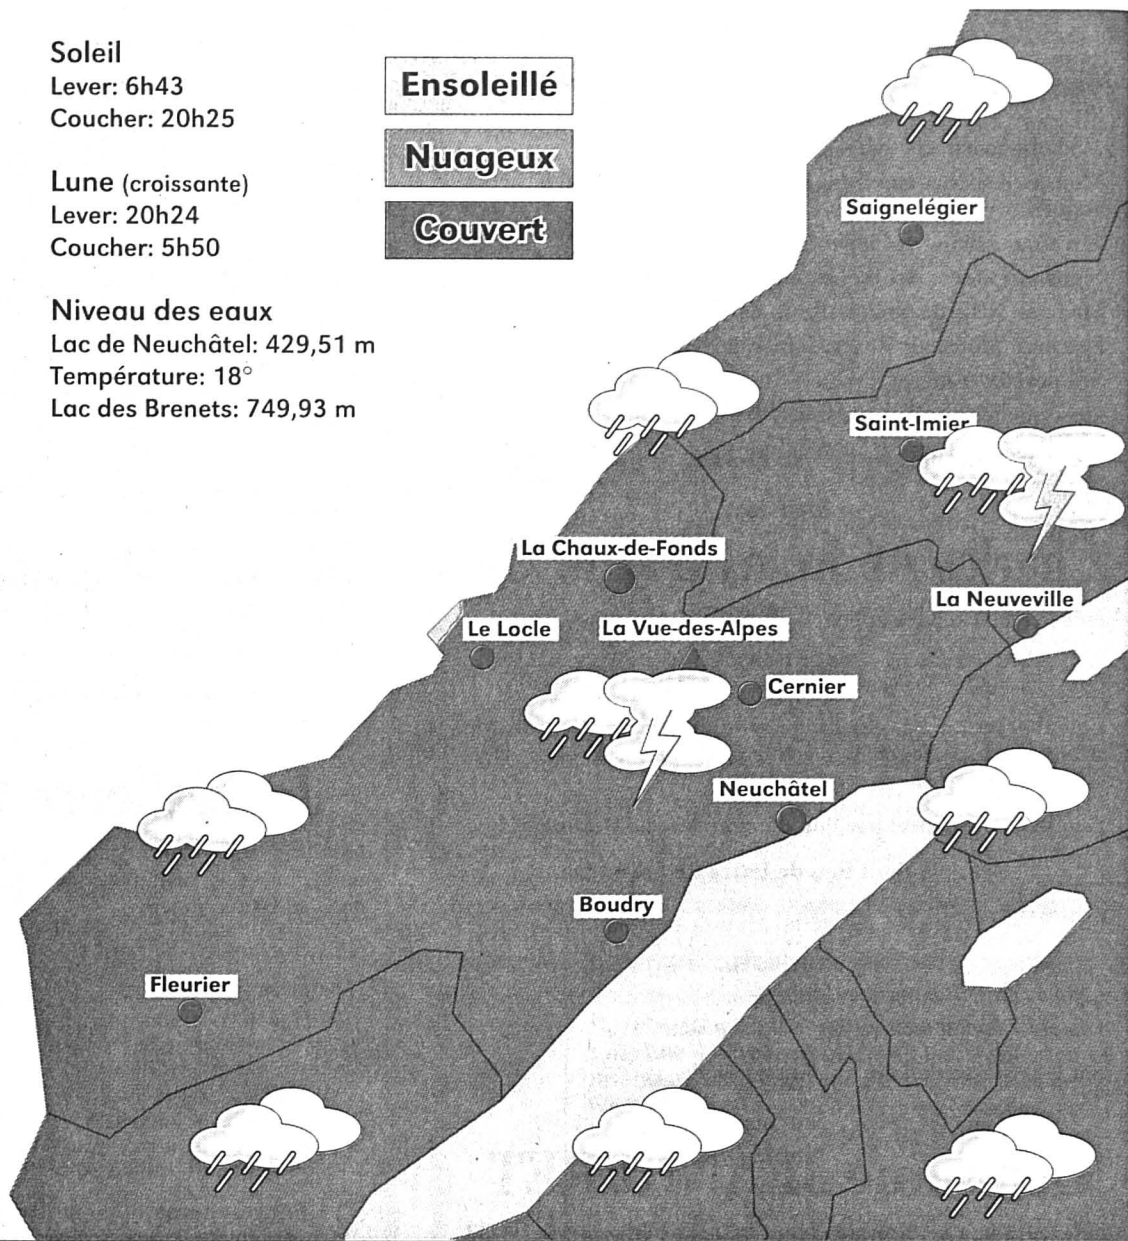 Soleil
Lever: 6h43
Coucher: 20h25
Lune (croissante)
Lever: 20h24
Coucher: 5h50
Niveau des eaux
Lac de Neuchâtel: 429,51 m
Température: 18°
Lac des Brenets: 749,93 m
Ensoleillé
Nuageux
Couvert
Saignelégier
Saint-Imier
La Chaux-de-Fonds
La Neuveville
Le Locle
La Vue-des-Alpes
Cernier
Neuchâtel
Boudry
Fleurier